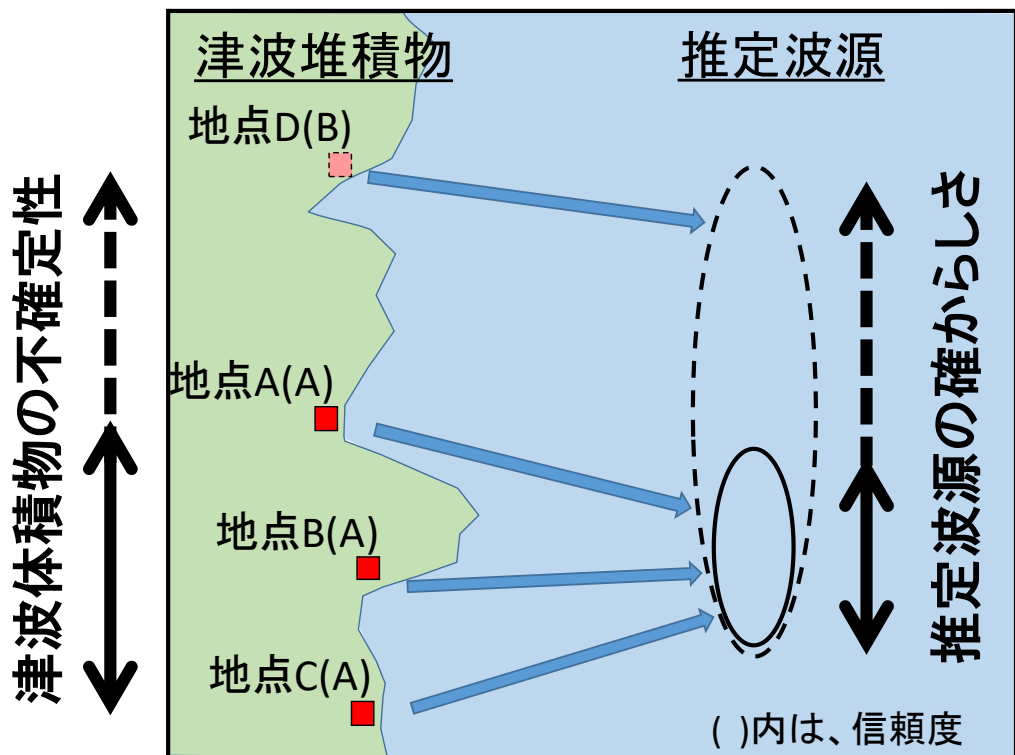 津波堆積物
推定波源
地点D(B)
地点A(A)
地点B(A)
地点C(A)
津波体積物の不確定性
推定波源の確からしさ
( )内は、信頼度